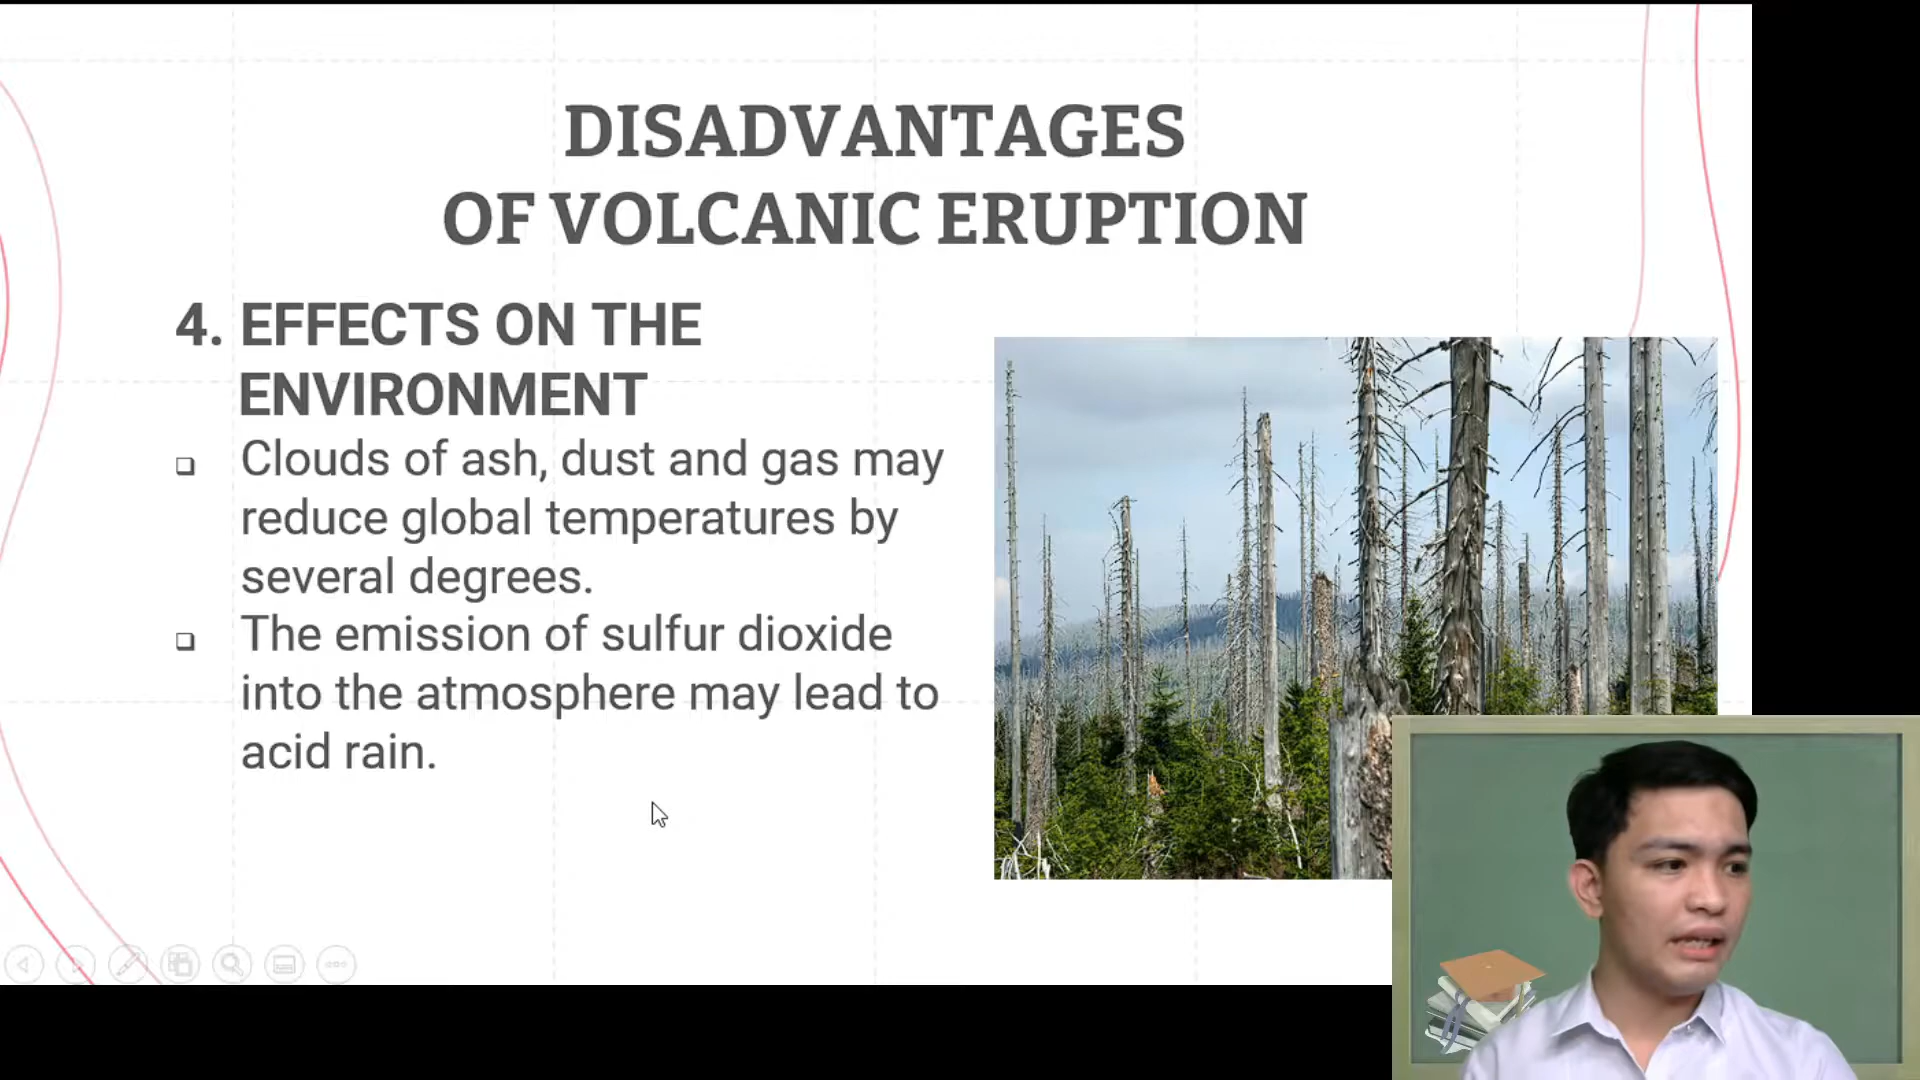 DISADVANTAGES
OF VOLCANIC ERUPTION
4. EFFECTS ON THE
ENVIRONMENT
❑ Clouds of ash, dust and gas may
reduce global temperatures by
several degrees.
❑ The emission of sulfur dioxide
into the atmosphere may lead to
acid rain.